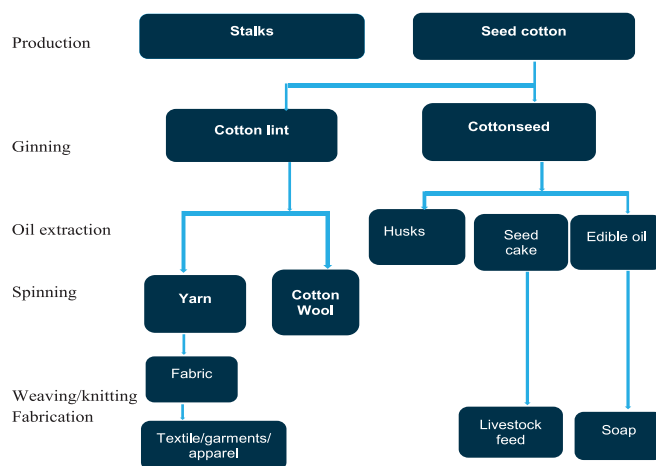 Production
Stalks
Seed cotton
Ginning
Cotton lint
Cottonseed
Oil extraction
Husks
Seed
cake
Edible oil
Spinning
Yarn
Cotton
Wool
Fabric
Weaving/knitting
Fabrication
Textile/garments/
apparel
Livestock
feed
Soap